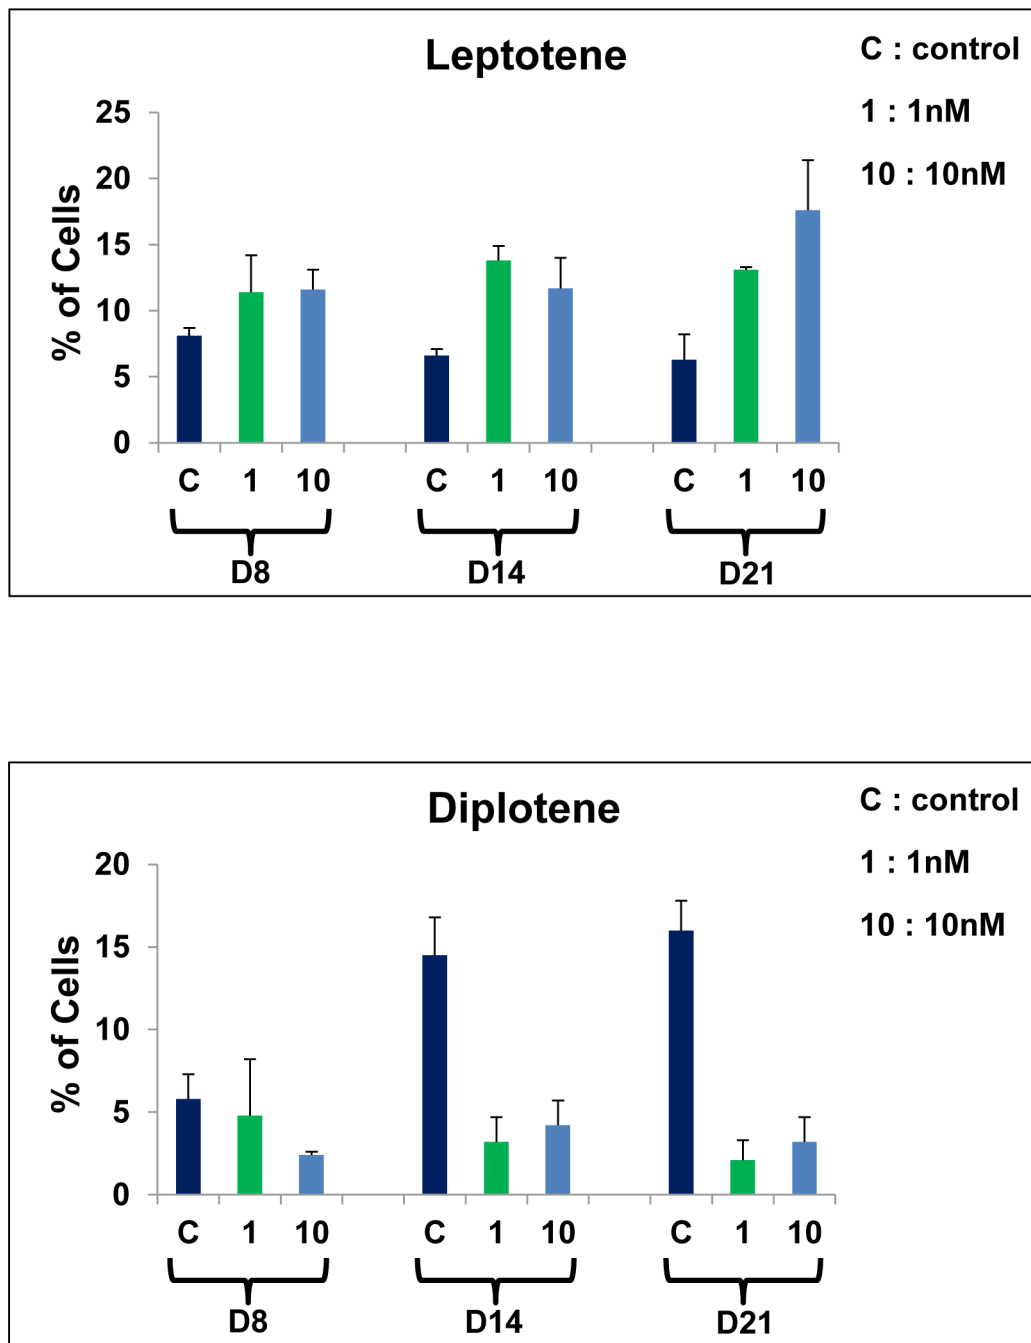 Leptotene
C : control
1 : 1nM
10 : 10nM
% of Cells
25
20
15
10
5
0
C 1 10 C 1 10 C 1 10
D8 D14 D21
Diplotene
C : control
1 : 1nM
10 : 10nM
% of Cells
20
15
10
5
0
C 1 10 C 1 10 C 1 10
D8 D14 D21